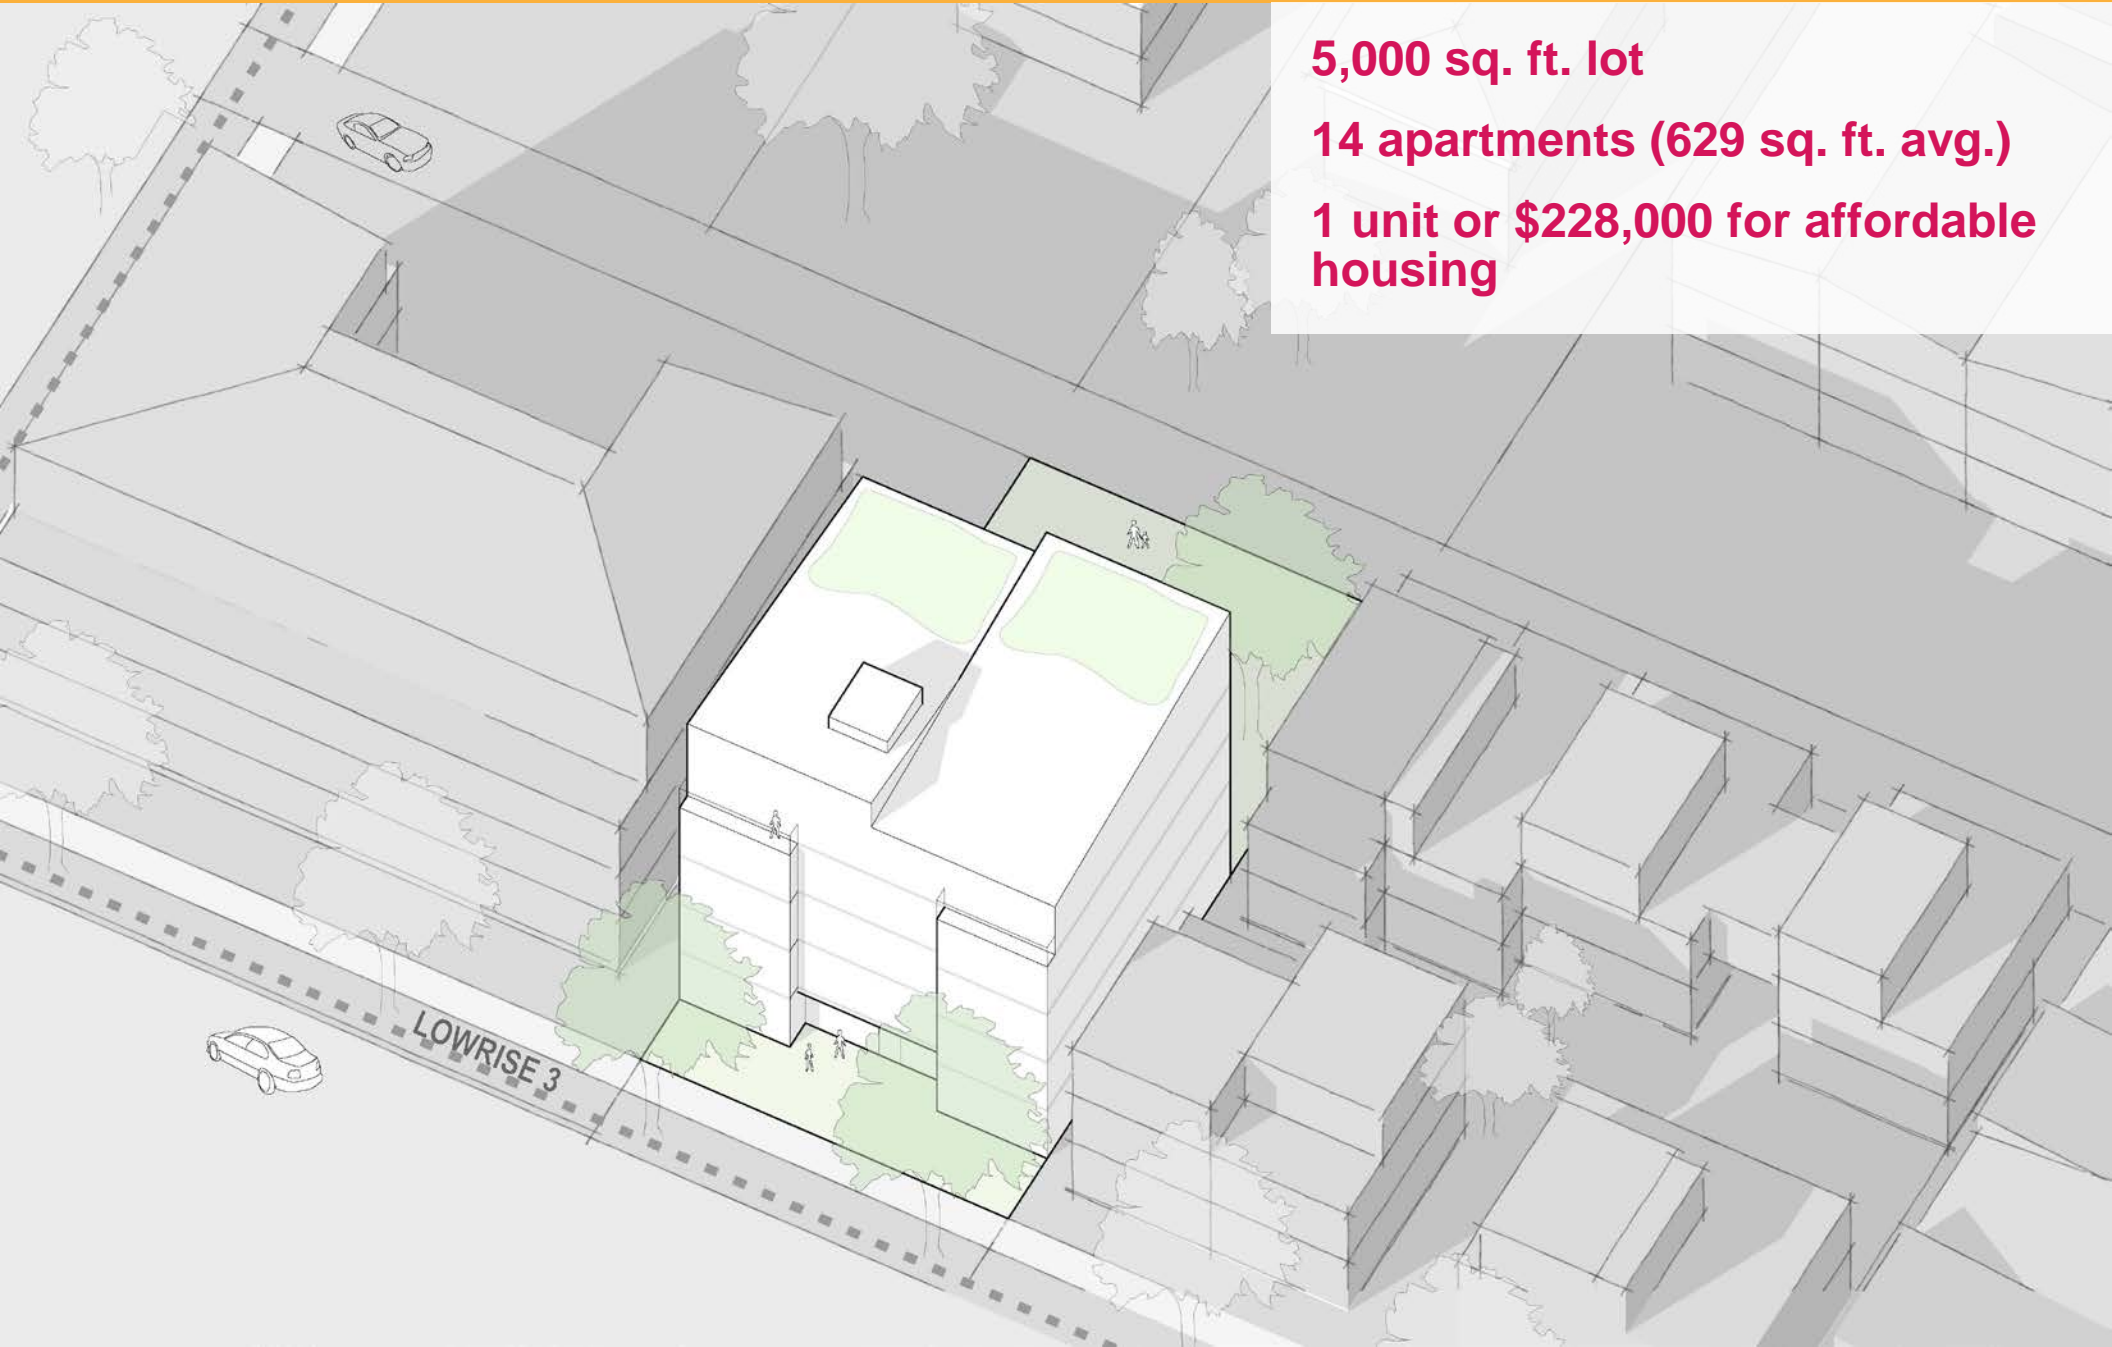 5,000 sq. ft. lot
14 apartments (629 sq. ft. avg.)
1 unit or $228,000 for affordable
housing
LOWRISE 3